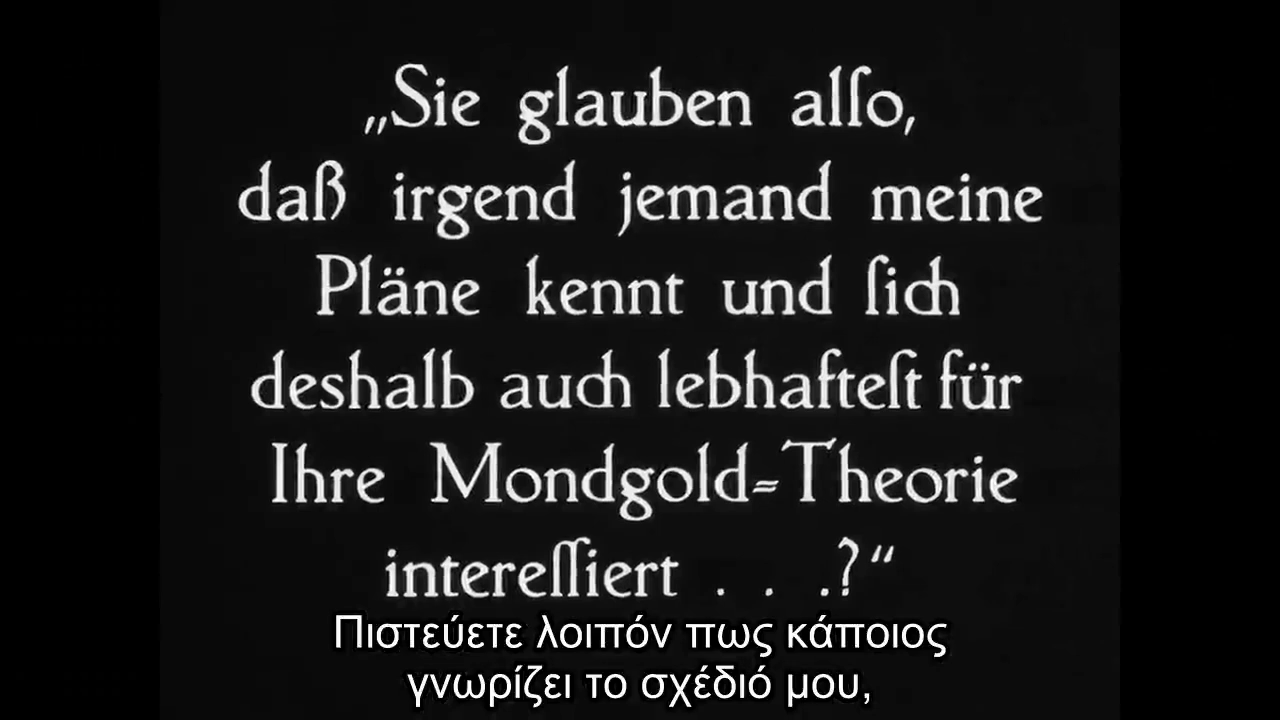 „Sie glauben alſo,
daß irgend jemand meine
Pläne kennt und ſich
deshalb auch lebhafteſt für
Ihre Mondgold=Theorie
intereſſiert . . .?“
Πιστεύετε λοιπόν πως κάποιος
γνωρίζει το σχέδιό μου,